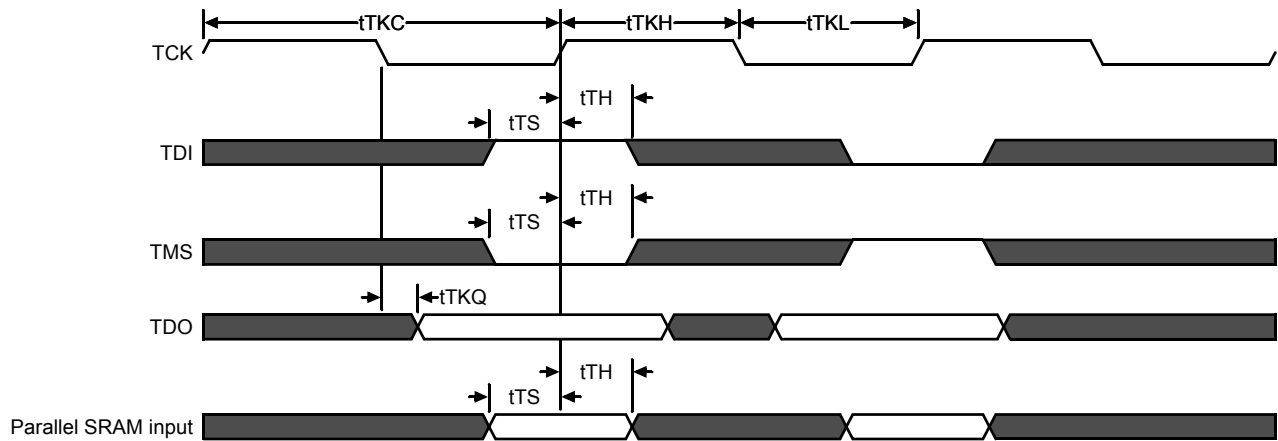 tTKC tTKH tTKL
TCK
tTH
tTS
TDI
tTH
tTS
TMS
tTKQ
TDO
tTH
tTS
Parallel SRAM input